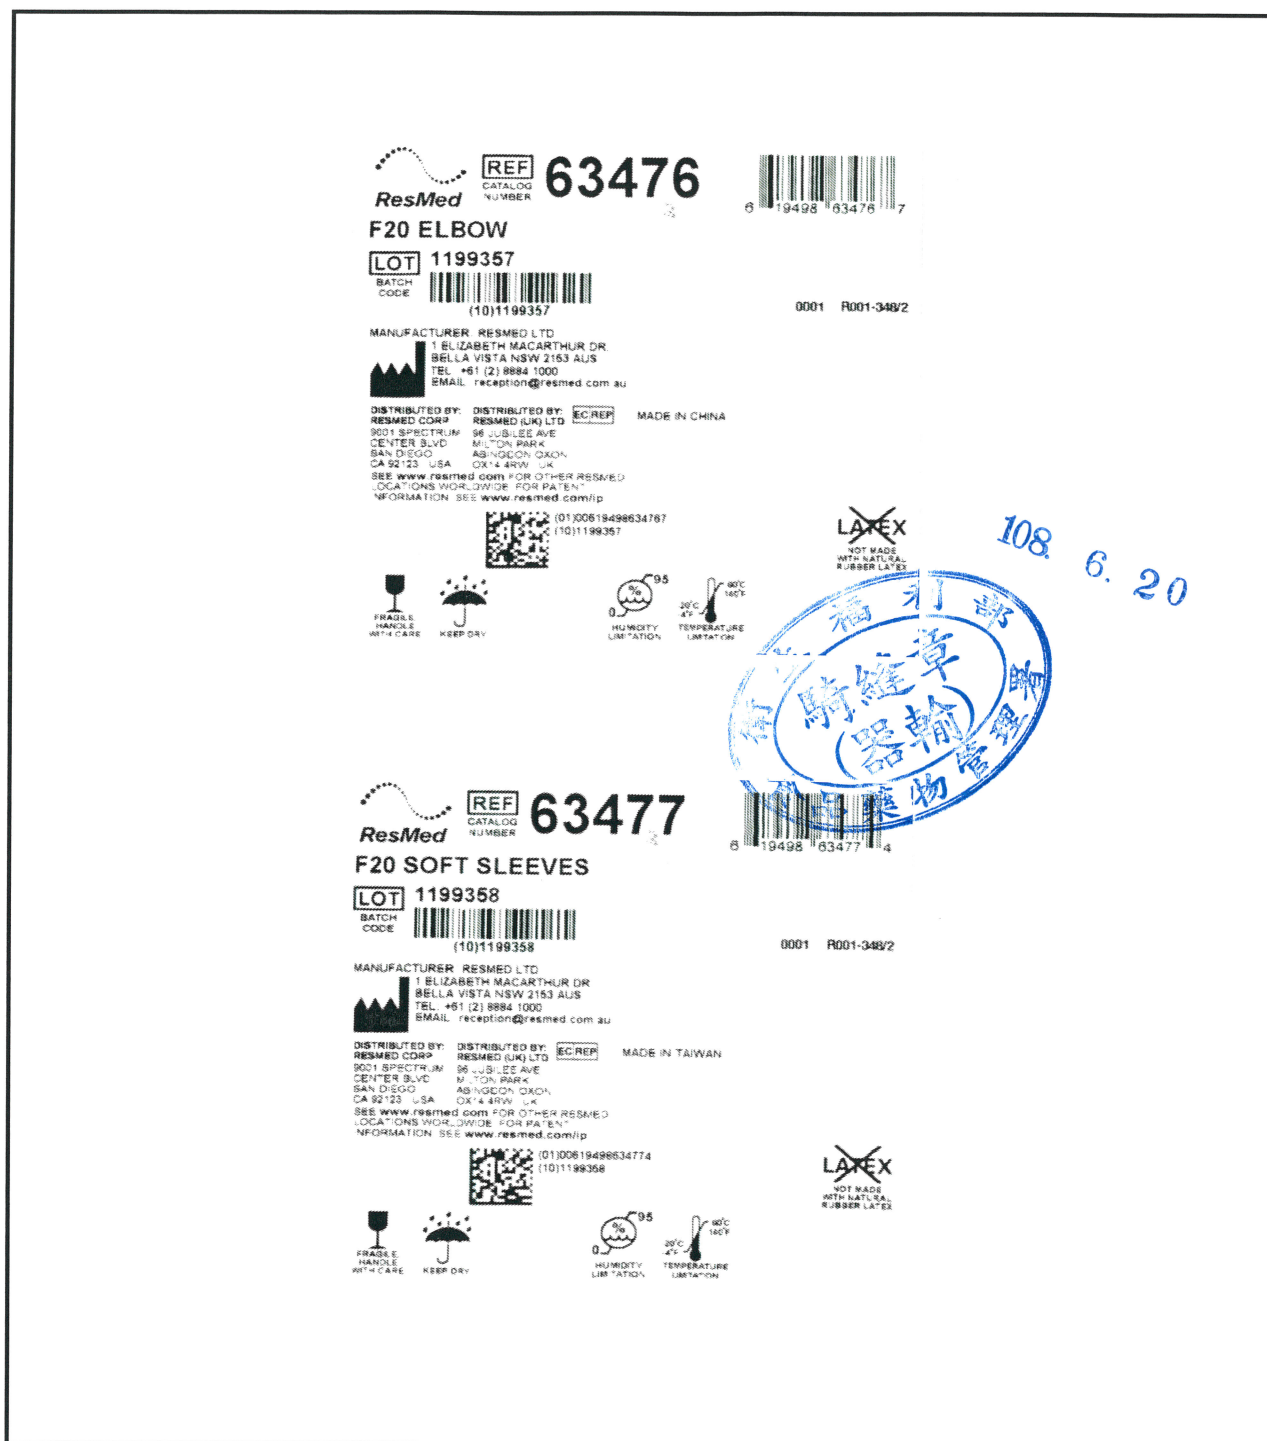 ResMed
REF
CATALOG
NUMBER
63476
6 19498 63476 7
F20 ELBOW
LOT 1199357
BATCH
CODE
(10)1199357
0001 R001-348/2
MANUFACTURER RESMED LTD
1 ELIZABETH MACARTHUR DR
BELLA VISTA NSW 2153 AUS
TEL +61 (2) 8884 1000
EMAIL reception@resmed.com.au
DISTRIBUTED BY:
RESMED CORP
9001 SPECTRUM
CENTER BLVD
SAN DIEGO
CA 92123 USA
DISTRIBUTED BY:
RESMED (UK) LTD
96 JUBILEE AVE
MILTON PARK
ABINGDON OXON
OX14 4RW UK
EC REP
MADE IN CHINA
SEE www.resmed.com FOR OTHER RESMED
LOCATIONS WORLDWIDE FOR PATENT
INFORMATION SEE www.resmed.com/ip
(01)00619498634767
(10)1199357
LATEX
NOT MADE
WITH NATURAL
RUBBER LATEX
FRAGILE
HANDLE
WITH CARE
KEEP DRY
% 95
0
HUMIDITY
LIMITATION
60°C
140°F
20°C
-4°F
TEMPERATURE
LIMITATION
108. 6. 20
衛生福利部
食品藥物管理署
騎縫章
(器輸)
ResMed
REF
CATALOG
NUMBER
63477
6 19498 63477 4
F20 SOFT SLEEVES
LOT 1199358
BATCH
CODE
(10)1199358
0001 R001-348/2
MANUFACTURER RESMED LTD
1 ELIZABETH MACARTHUR DR
BELLA VISTA NSW 2153 AUS
TEL. +61 (2) 8884 1000
EMAIL reception@resmed.com.au
DISTRIBUTED BY:
RESMED CORP
9001 SPECTRUM
CENTER BLVD
SAN DIEGO
CA 92123 USA
DISTRIBUTED BY:
RESMED (UK) LTD
96 JUBILEE AVE
MILTON PARK
ABINGDON OXON
OX14 4RW UK
EC REP
MADE IN TAIWAN
SEE www.resmed.com FOR OTHER RESMED
LOCATIONS WORLDWIDE FOR PATENT
INFORMATION SEE www.resmed.com/ip
(01)00619498634774
(10)1199358
LATEX
NOT MADE
WITH NATURAL
RUBBER LATEX
FRAGILE
HANDLE
WITH CARE
KEEP DRY
% 95
0
HUMIDITY
LIMITATION
60°C
140°F
20°C
-4°F
TEMPERATURE
LIMITATION